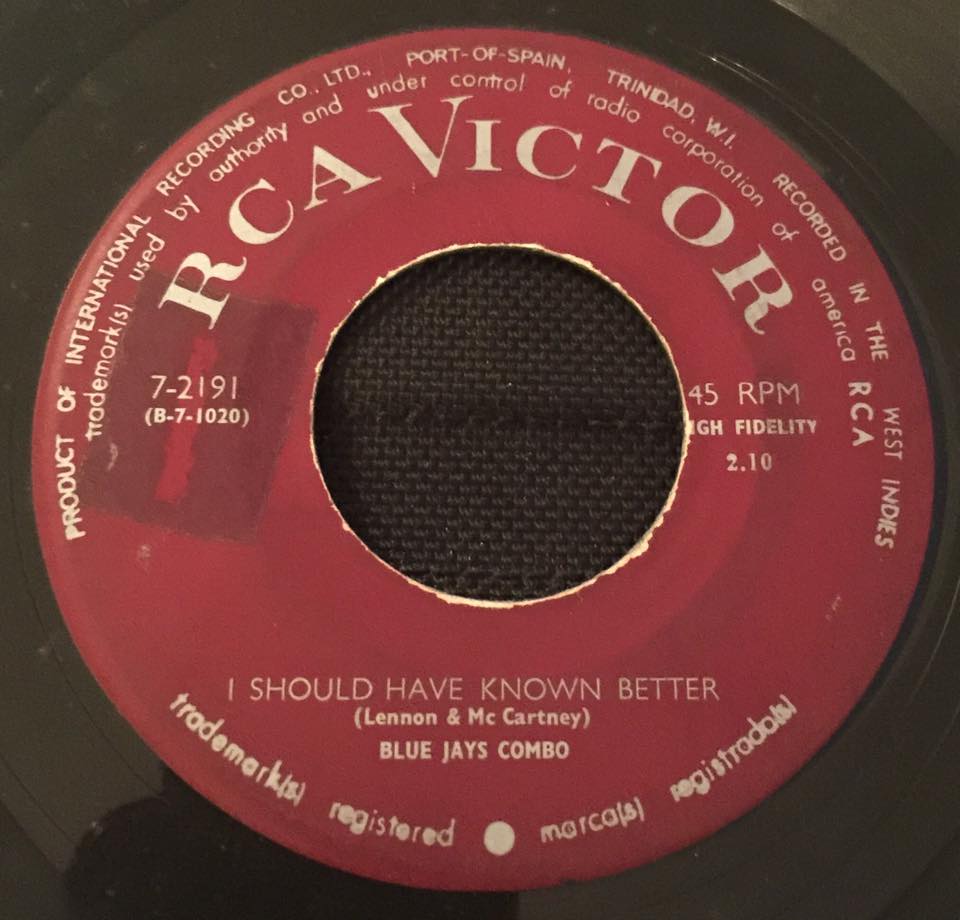 PRODUCT OF INTERNATIONAL RECORDING CO., LTD., PORT-OF-SPAIN, TRINIDAD, W.I. RECORDED IN THE WEST INDIES
trademark(s) used by authority and under control of radio corporation of america RCA
RCA VICTOR
7-2191
(B-7-1020)
45 RPM
GH FIDELITY
2.10
I SHOULD HAVE KNOWN BETTER
(Lennon & Mc Cartney)
BLUE JAYS COMBO
trademark(s) registered ● marca(s) registrada(s)